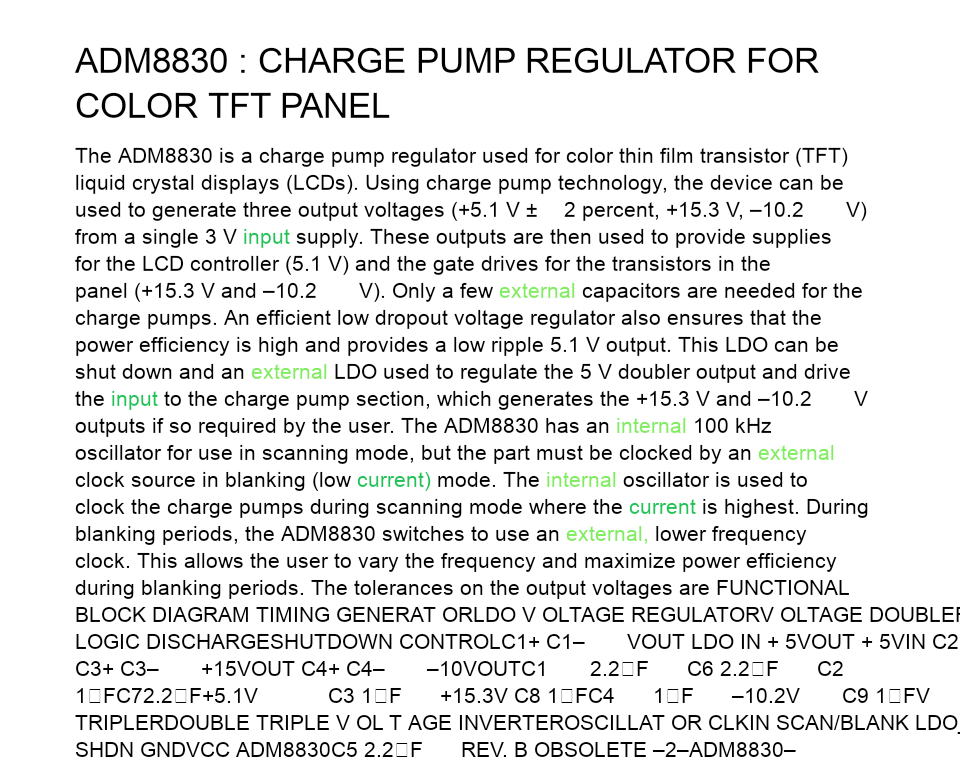 ADM8830 : CHARGE PUMP REGULATOR FOR
COLOR TFT PANEL
The ADM8830 is a charge pump regulator used for color thin film transistor (TFT)
liquid crystal displays (LCDs). Using charge pump technology, the device can be
used to generate three output voltages (+5.1 V ± 2 percent, +15.3 V, –10.2 V)
from a single 3 V input supply. These outputs are then used to provide supplies
for the LCD controller (5.1 V) and the gate drives for the transistors in the
panel (+15.3 V and –10.2 V). Only a few external capacitors are needed for the
charge pumps. An efficient low dropout voltage regulator also ensures that the
power efficiency is high and provides a low ripple 5.1 V output. This LDO can be
shut down and an external LDO used to regulate the 5 V doubler output and drive
the input to the charge pump section, which generates the +15.3 V and –10.2 V
outputs if so required by the user. The ADM8830 has an internal 100 kHz
oscillator for use in scanning mode, but the part must be clocked by an external
clock source in blanking (low current) mode. The internal oscillator is used to
clock the charge pumps during scanning mode where the current is highest. During
blanking periods, the ADM8830 switches to use an external, lower frequency
clock. This allows the user to vary the frequency and maximize power efficiency
during blanking periods. The tolerances on the output voltages are FUNCTIONAL
BLOCK DIAGRAM TIMING GENERAT ORLDO V OLTAGE REGULATORV OLTAGE DOUBLER
LOGIC DISCHARGESHUTDOWN CONTROLC1+ C1– VOUT LDO IN + 5VOUT + 5VIN C2
C3+ C3– +15VOUT C4+ C4– –10VOUTC1 2.2□F C6 2.2□F C2
1□FC72.2□F+5.1V C3 1□F +15.3V C8 1□FC4 1□F –10.2V C9 1□FV
TRIPLERDOUBLE TRIPLE V OL T AGE INVERTEROSCILLAT OR CLKIN SCAN/BLANK LDO_
SHDN GNDVCC ADM8830C5 2.2□F REV. B OBSOLETE –2–ADM8830–